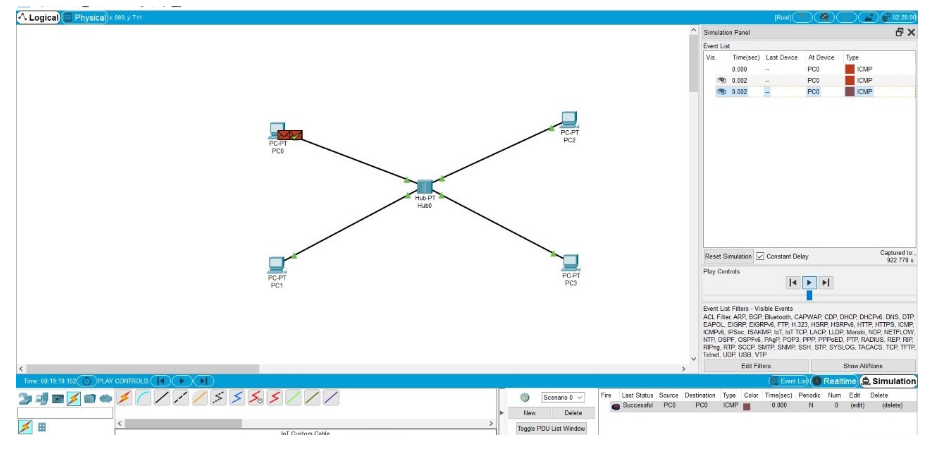 Logical Physical x: 589, y: 711 [Root] 02:20:00
Simulation Panel
Event List
Vis. Time(sec) Last Device At Device Type
0.000 -- PC0 ICMP
0.002 -- PC0 ICMP
0.002 -- PC0 ICMP
PC-PT
PC0
PC-PT
PC2
Hub-PT
Hub0
PC-PT
PC1
PC-PT
PC3
Reset Simulation Constant Delay
Captured to:
922.778 s
Play Controls
Event List Filters - Visible Events
ACL Filter, ARP, BGP, Bluetooth, CAPWAP, CDP, DHCP, DHCPv6, DNS, DTP,
EAPOL, EIGRP, EIGRPv6, FTP, H.323, HSRP, HSRPv6, HTTP, HTTPS, ICMP,
ICMPv6, IPSec, ISAKMP, IoT, IoT TCP, LACP, LLDP, Meraki, NDP, NETFLOW,
NTP, OSPF, OSPFv6, PAgP, POP3, PPP, PPPoED, PTP, RADIUS, REP, RIP,
RIPng, RTP, SCCP, SMTP, SNMP, SSH, STP, SYSLOG, TACACS, TCP, TFTP,
Telnet, UDP, USB, VTP
Edit Filters Show All/None
Time: 00:19:19.152 PLAY CONTROLS: Event List Realtime Simulation
Scenario 0
New Delete
Toggle PDU List Window
Fire Last Status Source Destination Type Color Time(sec) Periodic Num Edit Delete
Successful PC0 PC0 ICMP 0.000 N 0 (edit) (delete)
IoT Custom Cable